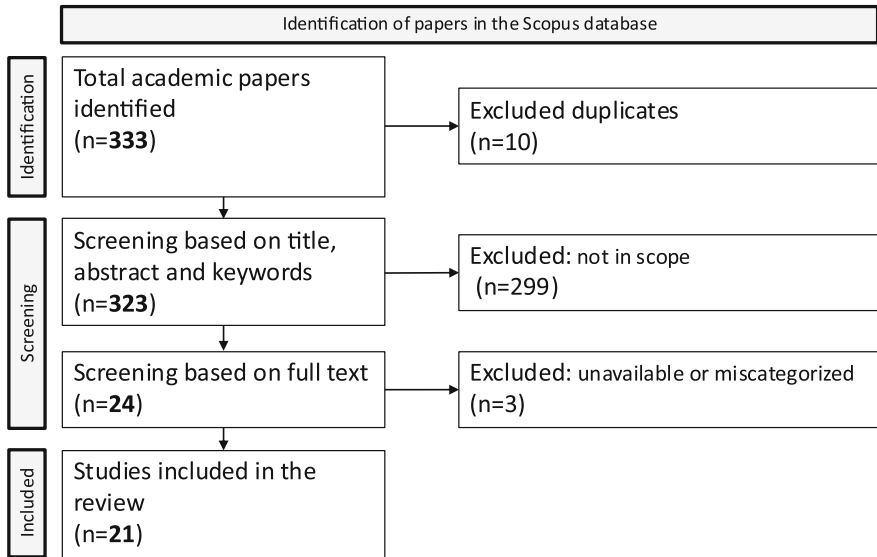 Identification of papers in the Scopus database
Identification
Total academic papers
identified
(n=333)
Excluded duplicates
(n=10)
Screening
Screening based on title,
abstract and keywords
(n=323)
Excluded: not in scope
(n=299)
Screening based on full text
(n=24)
Excluded: unavailable or miscategorized
(n=3)
Included
Studies included in the
review
(n=21)